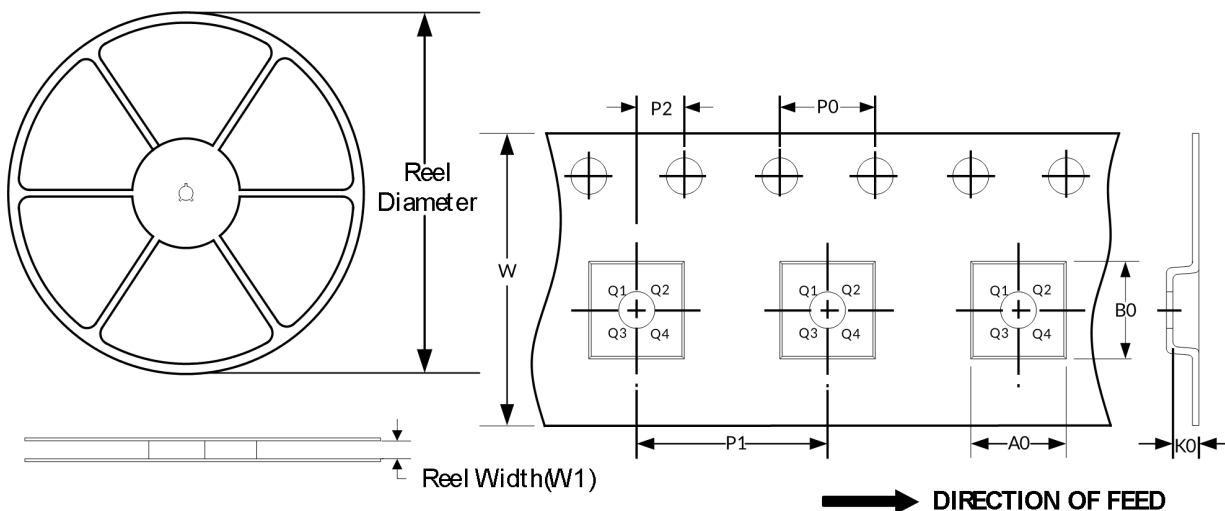 Reel
Diameter
Reel Width(W1)
P2
P0
W
Q1 Q2
Q3 Q4
Q1 Q2
Q3 Q4
Q1 Q2
Q3 Q4
B0
P1
A0
K0
DIRECTION OF FEED